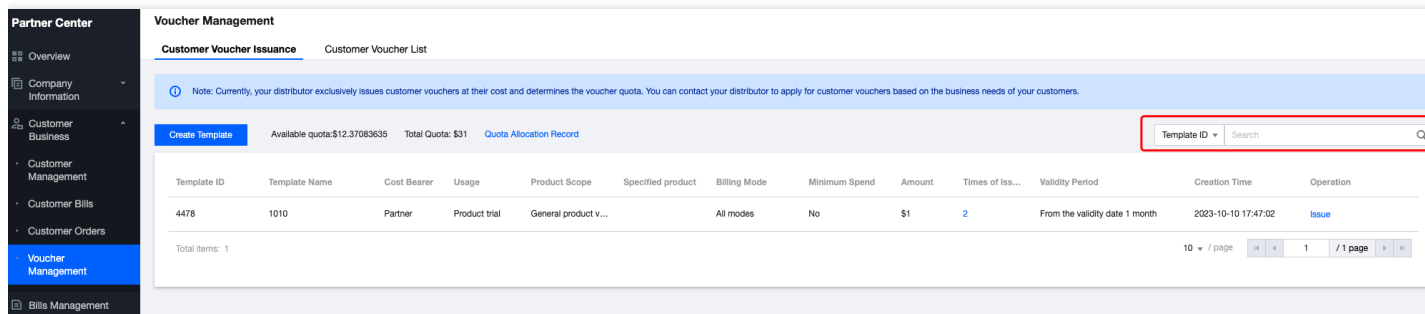 Partner Center
Overview
Company
Information
Customer
Business
Customer
Management
Customer Bills
Customer Orders
Voucher
Management
Bills Management
Voucher Management
Customer Voucher Issuance Customer Voucher List
Note: Currently, your distributor exclusively issues customer vouchers at their cost and determines the voucher quota. You can contact your distributor to apply for customer vouchers based on the business needs of your customers.
Create Template Available quota:$12.37083635 Total Quota: $31 Quota Allocation Record Template ID Search
Template ID Template Name Cost Bearer Usage Product Scope Specified product Billing Mode Minimum Spend Amount Times of Iss... Validity Period Creation Time Operation
4478 1010 Partner Product trial General product v... All modes No $1 2 From the validity date 1 month 2023-10-10 17:47:02 Issue
Total items: 1 10 / page 1 / 1 page